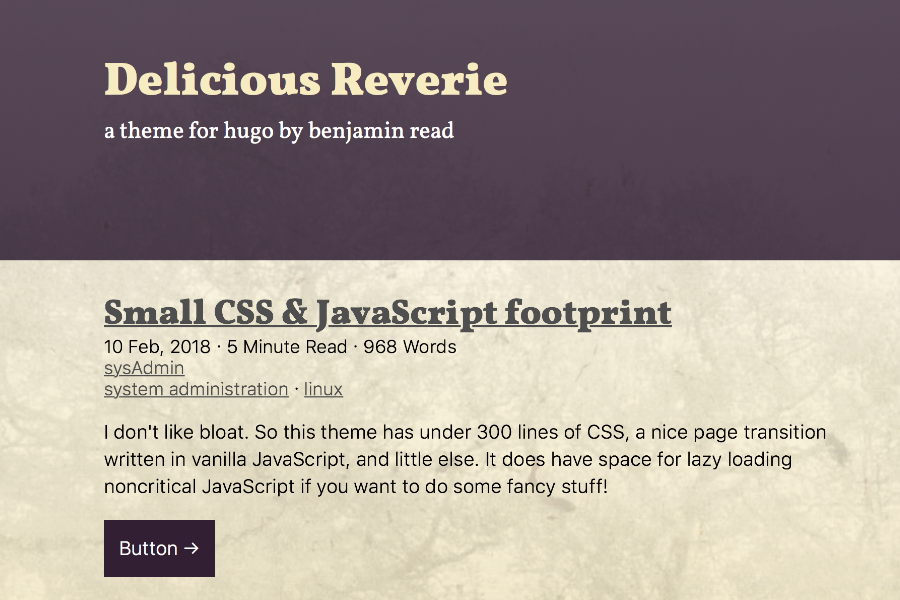 Delicious Reverie
a theme for hugo by benjamin read
Small CSS & JavaScript footprint
10 Feb, 2018 · 5 Minute Read · 968 Words
sysAdmin
system administration · linux
I don't like bloat. So this theme has under 300 lines of CSS, a nice page transition
written in vanilla JavaScript, and little else. It does have space for lazy loading
noncritical JavaScript if you want to do some fancy stuff!
Button →